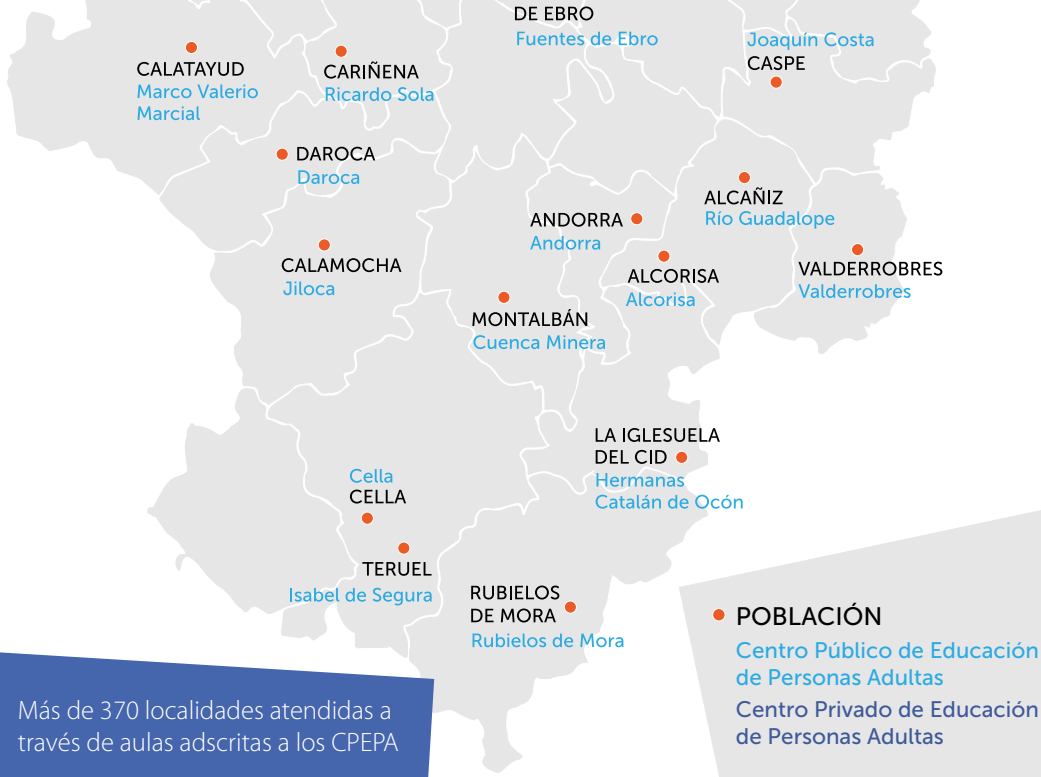 DE EBRO
Fuentes de Ebro
Joaquín Costa
CASPE
CALATAYUD
Marco Valerio
Marcial
CARIÑENA
Ricardo Sola
DAROCA
Daroca
ALCAÑIZ
Río Guadalope
ANDORRA
Andorra
CALAMOCHA
Jiloca
ALCORISA
Alcorisa
VALDERROBRES
Valderrobres
MONTALBÁN
Cuenca Minera
LA IGLESUELA
DEL CID
Hermanas
Catalán de Ocón
Cella
CELLA
TERUEL
Isabel de Segura
RUBIELOS
DE MORA
Rubielos de Mora
POBLACIÓN
Centro Público de Educación
de Personas Adultas
Centro Privado de Educación
de Personas Adultas
Más de 370 localidades atendidas a
través de aulas adscritas a los CPEPA